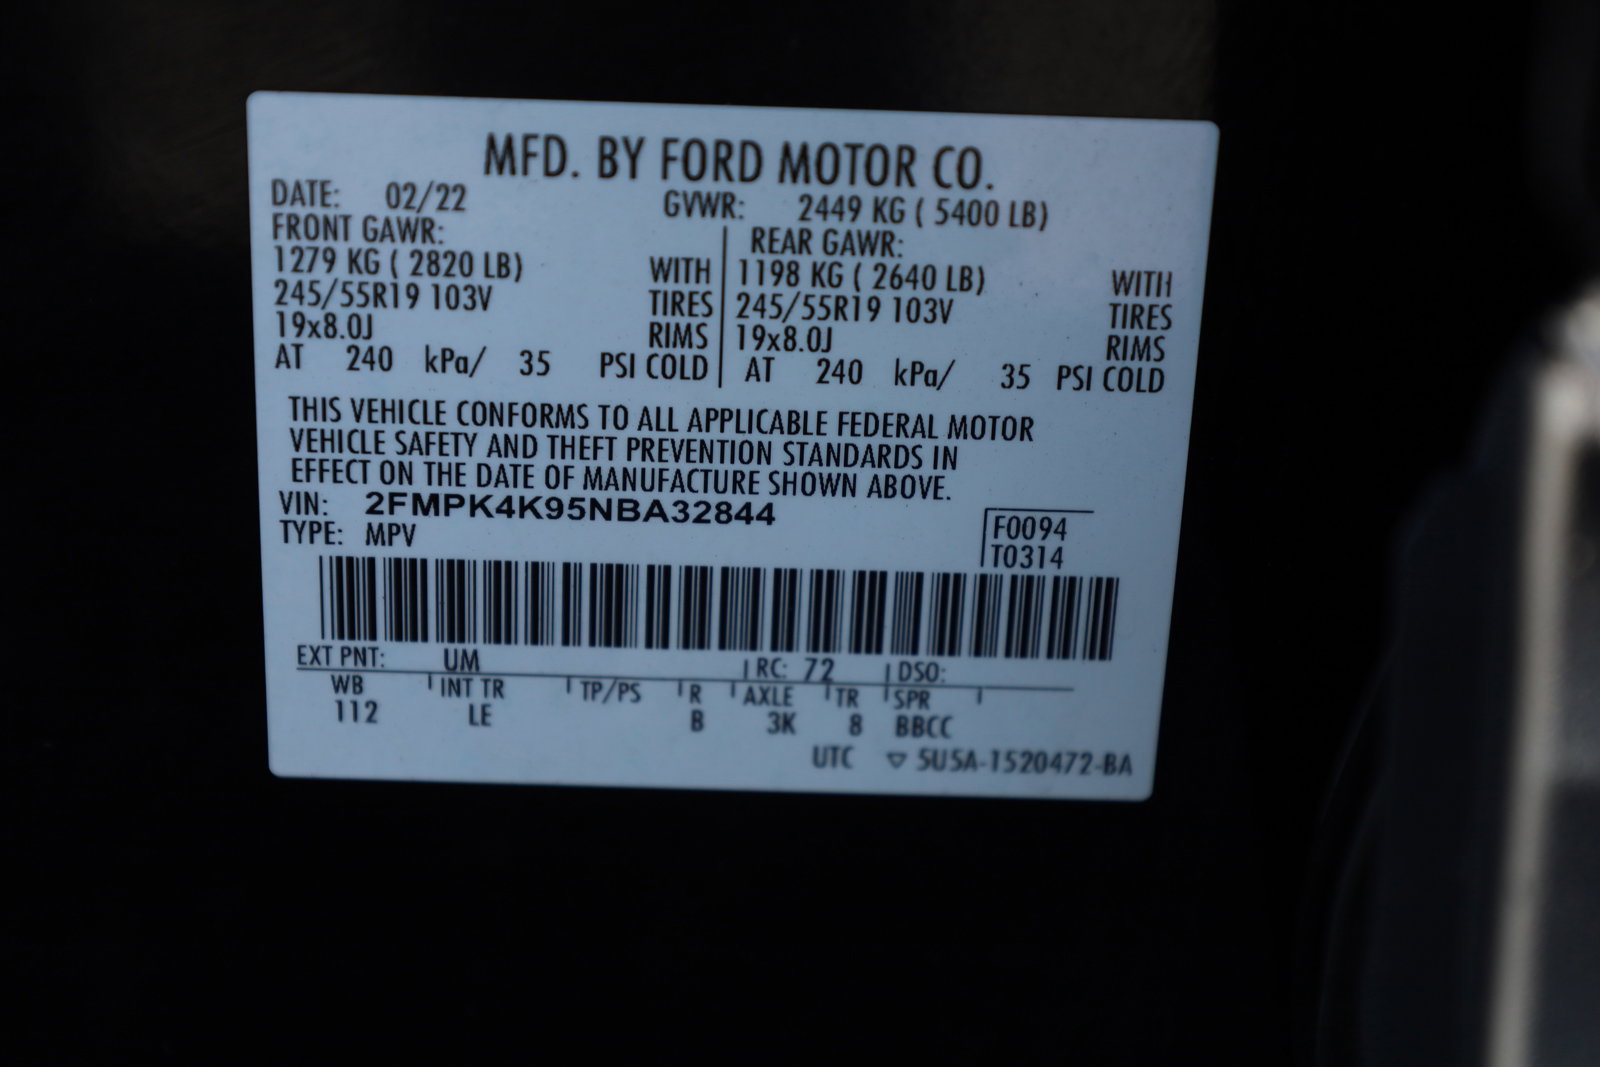 MFD. BY FORD MOTOR CO.
DATE: 02/22 GVWR: 2449 KG ( 5400 LB)
FRONT GAWR: REAR GAWR:
1279 KG ( 2820 LB) WITH 1198 KG ( 2640 LB) WITH
245/55R19 103V TIRES 245/55R19 103V TIRES
19x8.0J RIMS 19x8.0J RIMS
AT 240 kPa/ 35 PSI COLD AT 240 kPa/ 35 PSI COLD
THIS VEHICLE CONFORMS TO ALL APPLICABLE FEDERAL MOTOR
VEHICLE SAFETY AND THEFT PREVENTION STANDARDS IN
EFFECT ON THE DATE OF MANUFACTURE SHOWN ABOVE.
VIN: 2FMPK4K95NBA32844
TYPE: MPV
F0094
T0314
EXT PNT: UM RC: 72 DSO:
WB INT TR TP/PS R AXLE TR SPR
112 LE B 3K 8 BBCC
UTC ▽ 5U5A-1520472-BA